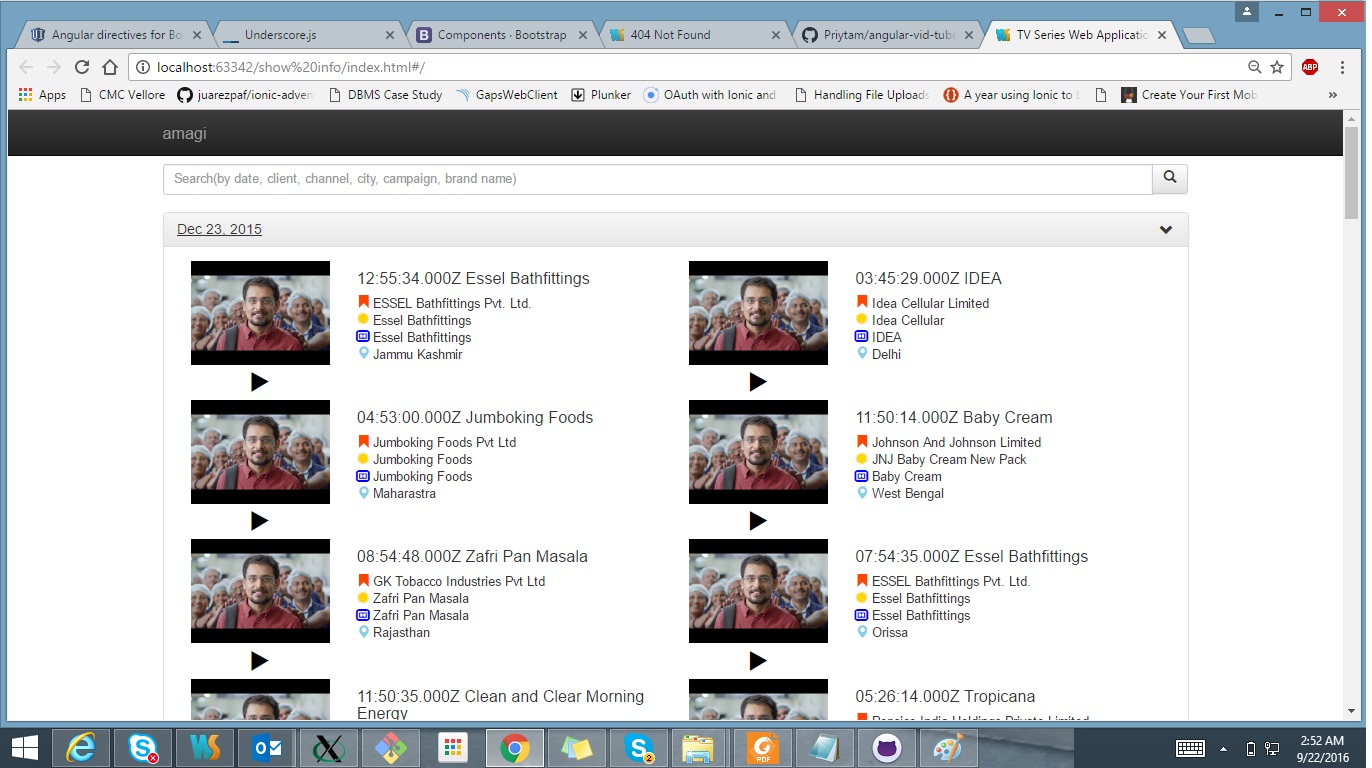 Angular directives for Bo
Underscore.js
Components · Bootstrap
404 Not Found
Priytam/angular-vid-tube
TV Series Web Applicatio
localhost:63342/show%20info/index.html#/
ABP
Apps
CMC Vellore
juarezpaf/ionic-adven
DBMS Case Study
GapsWebClient
Plunker
OAuth with Ionic and
Handling File Uploads
A year using Ionic to b
Create Your First Mob
»
amagi
Search(by date, client, channel, city, campaign, brand name)
Dec 23, 2015
12:55:34.000Z Essel Bathfittings
ESSEL Bathfittings Pvt. Ltd.
Essel Bathfittings
Essel Bathfittings
Jammu Kashmir
03:45:29.000Z IDEA
Idea Cellular Limited
Idea Cellular
IDEA
Delhi
04:53:00.000Z Jumboking Foods
Jumboking Foods Pvt Ltd
Jumboking Foods
Jumboking Foods
Maharastra
11:50:14.000Z Baby Cream
Johnson And Johnson Limited
JNJ Baby Cream New Pack
Baby Cream
West Bengal
08:54:48.000Z Zafri Pan Masala
GK Tobacco Industries Pvt Ltd
Zafri Pan Masala
Zafri Pan Masala
Rajasthan
07:54:35.000Z Essel Bathfittings
ESSEL Bathfittings Pvt. Ltd.
Essel Bathfittings
Essel Bathfittings
Orissa
11:50:35.000Z Clean and Clear Morning
Energy
05:26:14.000Z Tropicana
Pepsico India Holdings Private Limited
WS
2
PDF
2:52 AM
9/22/2016